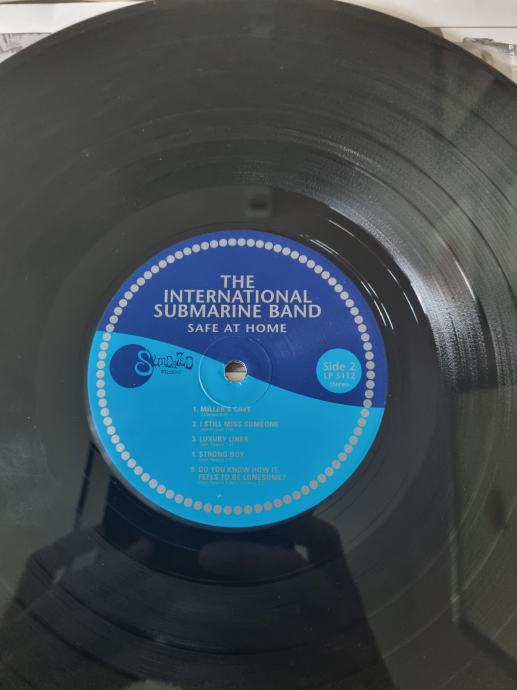 THE
INTERNATIONAL
SUBMARINE BAND
SAFE AT HOME
SUNDAZED
Side 2
LP 5112
stereo
1. MILLER'S CAVE
2. I STILL MISS SOMEONE
3. LUXURY LINER
4. STRONG BOY
5. DO YOU KNOW HOW IT
FEELS TO BE LONESOME?